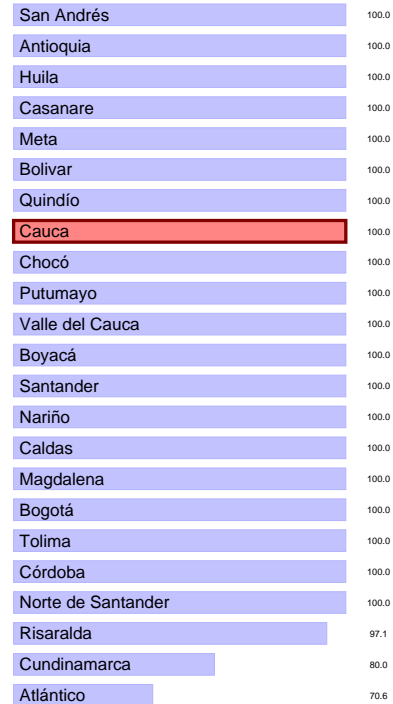 San Andrés 100.0
Antioquia 100.0
Huila 100.0
Casanare 100.0
Meta 100.0
Bolivar 100.0
Quindío 100.0
Cauca 100.0
Chocó 100.0
Putumayo 100.0
Valle del Cauca 100.0
Boyacá 100.0
Santander 100.0
Nariño 100.0
Caldas 100.0
Magdalena 100.0
Bogotá 100.0
Tolima 100.0
Córdoba 100.0
Norte de Santander 100.0
Risaralda 97.1
Cundinamarca 80.0
Atlántico 70.6